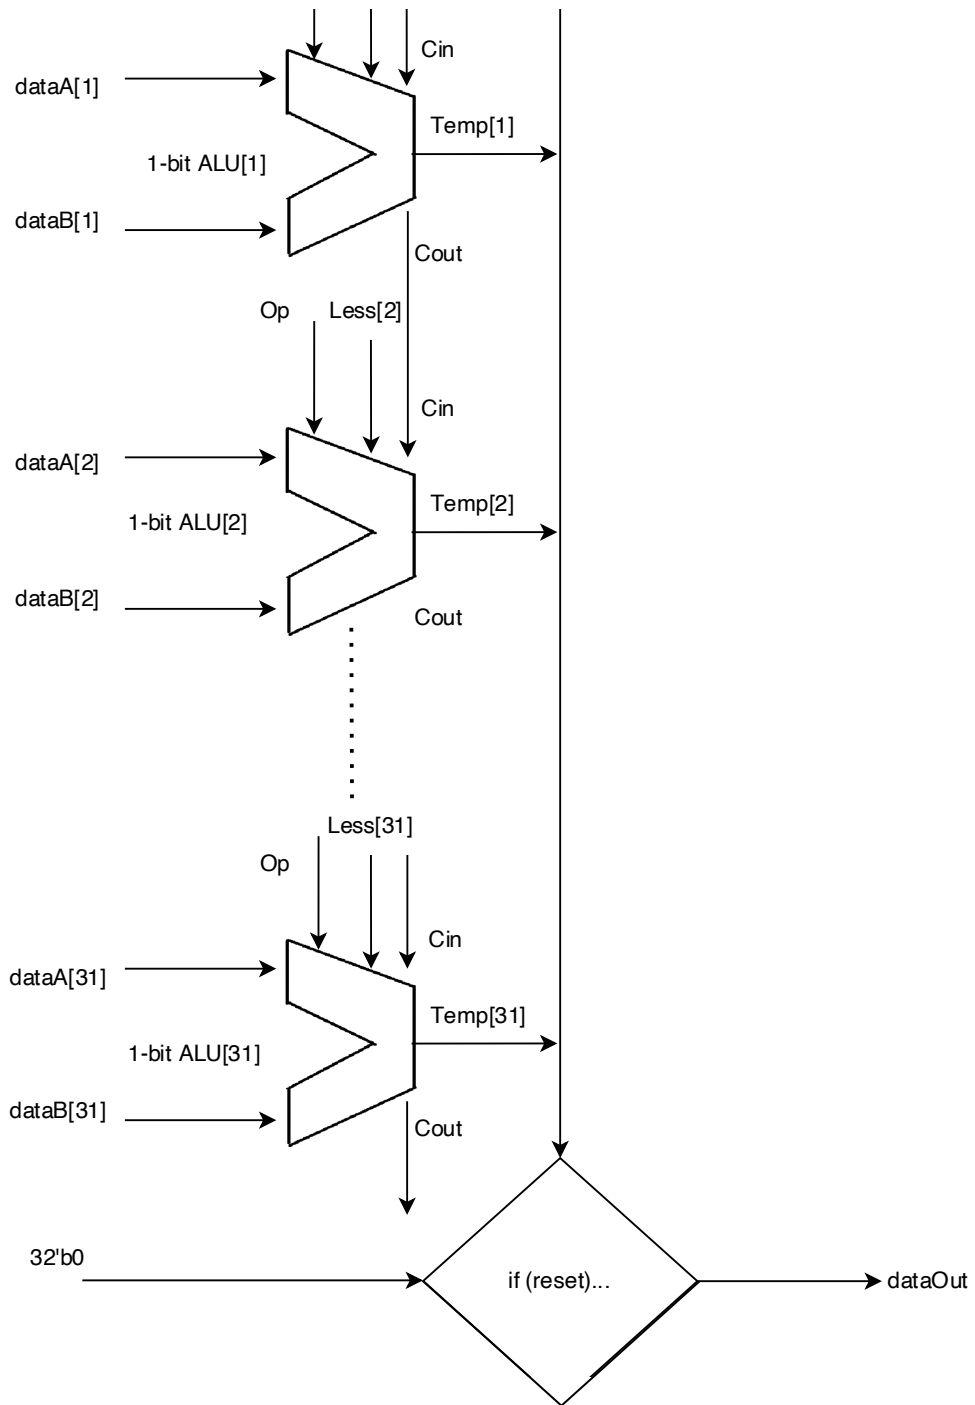 Cin
dataA[1]
Temp[1]
1-bit ALU[1]
dataB[1]
Cout
Op
Less[2]
Cin
dataA[2]
Temp[2]
1-bit ALU[2]
dataB[2]
Cout
Less[31]
Op
Cin
dataA[31]
Temp[31]
1-bit ALU[31]
dataB[31]
Cout
32'b0
if (reset)...
dataOut